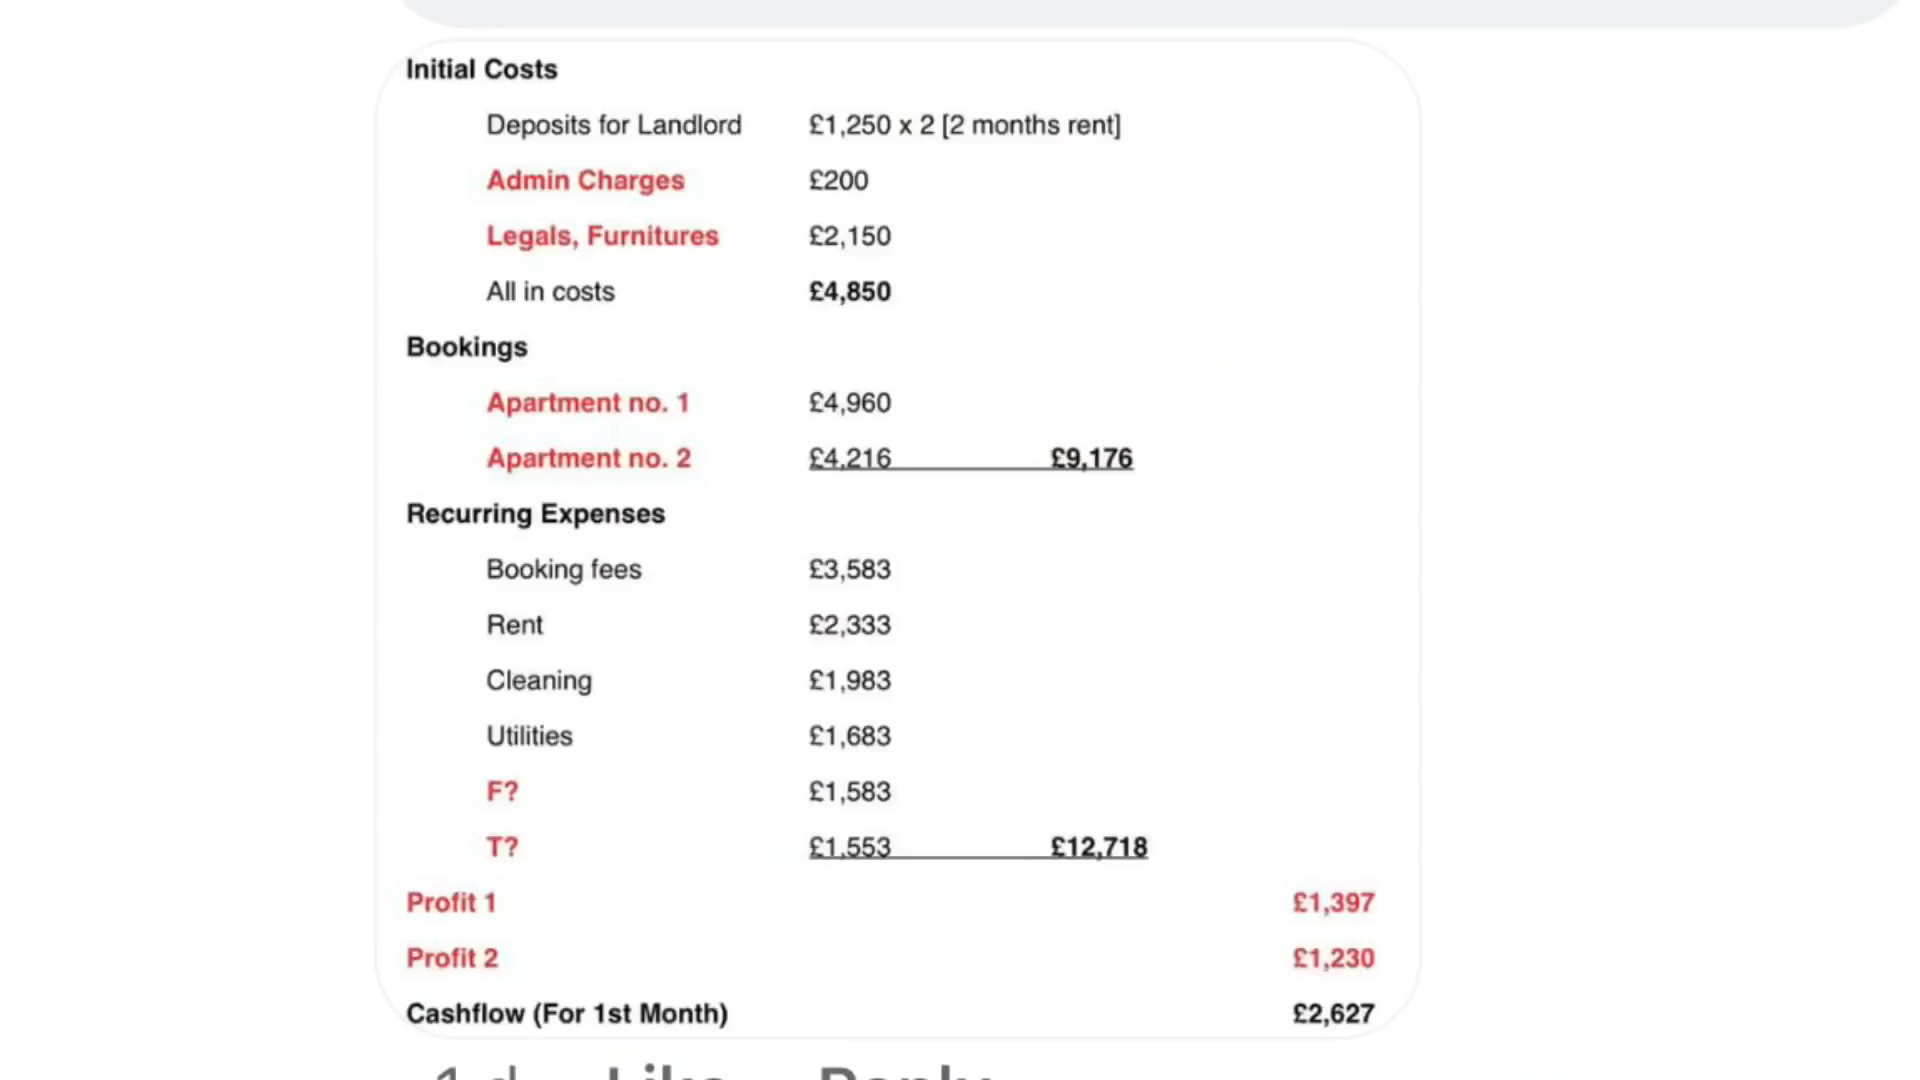 Initial Costs
Deposits for Landlord £1,250 x 2 [2 months rent]
Admin Charges £200
Legals, Furnitures £2,150
All in costs £4,850
Bookings
Apartment no. 1 £4,960
Apartment no. 2 £4,216 £9,176
Recurring Expenses
Booking fees £3,583
Rent £2,333
Cleaning £1,983
Utilities £1,683
F? £1,583
T? £1,553 £12,718
Profit 1 £1,397
Profit 2 £1,230
Cashflow (For 1st Month) £2,627
1 d Like Reply